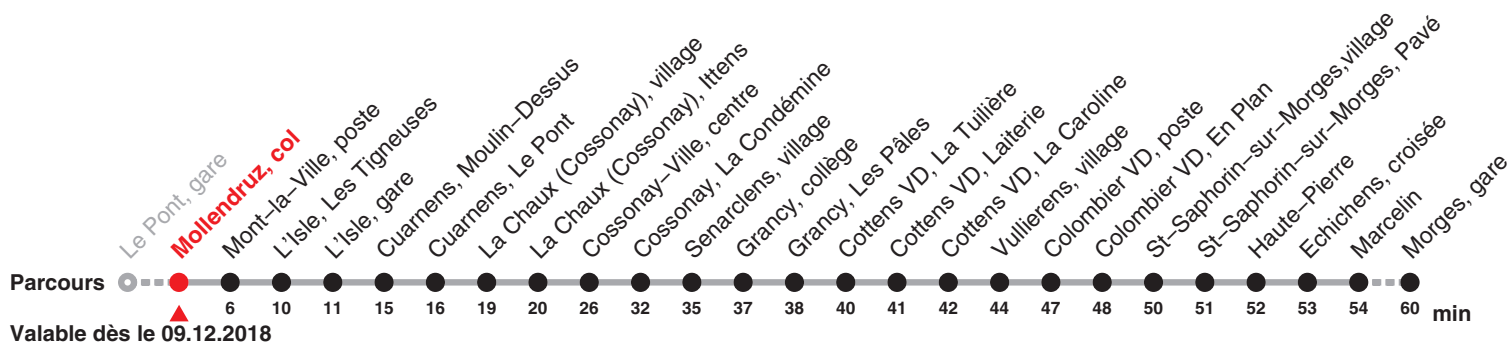 Le Pont, gare
Mollendruz, col
Mont–la–Ville, poste
L'Isle, Les Tigneuses
L'Isle, gare
Cuarnens, Moulin–Dessus
Cuarnens, Le Pont
La Chaux (Cossonay), village
La Chaux (Cossonay), Ittens
Cossonay–Ville, centre
Cossonay, La Condémine
Senarclens, village
Grancy, collège
Grancy, Les Pâles
Cottens VD, La Tuilière
Cottens VD, Laiterie
Cottens VD, La Caroline
Vullierens, village
Colombier VD, poste
Colombier VD, En Plan
St–Saphorin–sur–Morges,village
St–Saphorin–sur–Morges, Pavé
Haute–Pierre
Echichens, croisée
Marcelin
Morges, gare
Parcours
6 10 11 15 16 19 20 26 32 35 37 38 40 41 42 44 47 48 50 51 52 53 54 60 min
Valable dès le 09.12.2018